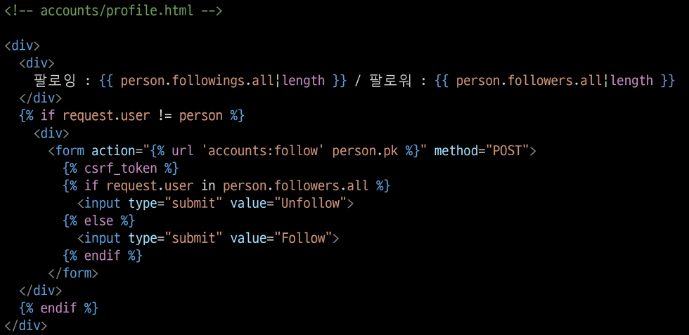 <!-- accounts/profile.html -->
<div>
<div>
팔로잉 : {{ person.followings.all|length }} / 팔로워 : {{ person.followers.all|length }}
</div>
{% if request.user != person %}
<div>
<form action="{% url 'accounts:follow' person.pk %}" method="POST">
{% csrf_token %}
{% if request.user in person.followers.all %}
<input type="submit" value="Unfollow">
{% else %}
<input type="submit" value="Follow">
{% endif %}
</form>
</div>
{% endif %}
</div>